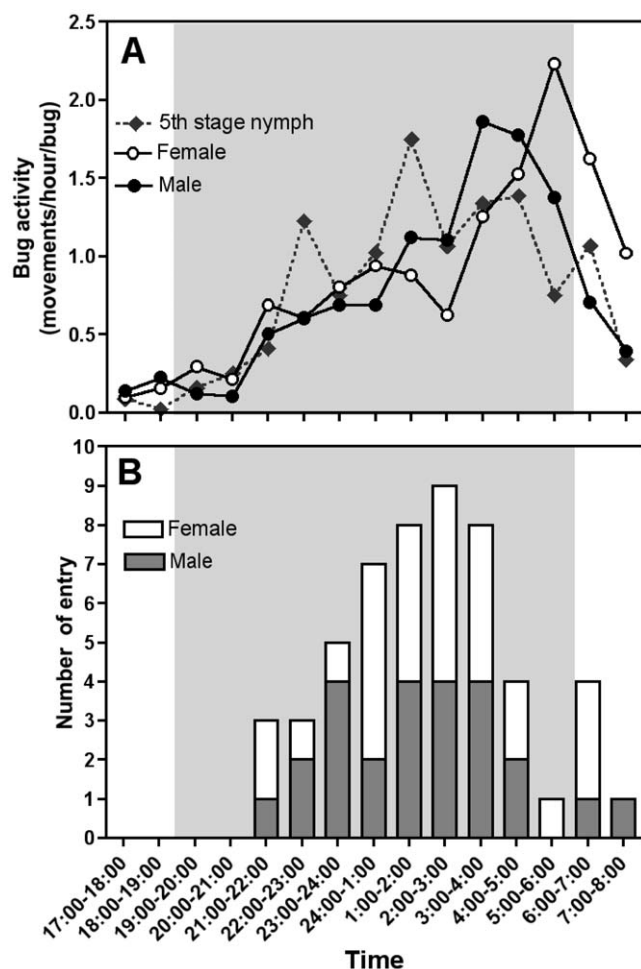 A
2.5
2.0
1.5
1.0
0.5
0.0
Bug activity
(movements/hour/bug)
5th stage nymph
Female
Male
B
10
9
8
7
6
5
4
3
2
1
0
Number of entry
Female
Male
17:00-18:00
18:00-19:00
19:00-20:00
20:00-21:00
21:00-22:00
22:00-23:00
23:00-24:00
24:00-1:00
1:00-2:00
2:00-3:00
3:00-4:00
4:00-5:00
5:00-6:00
6:00-7:00
7:00-8:00
Time